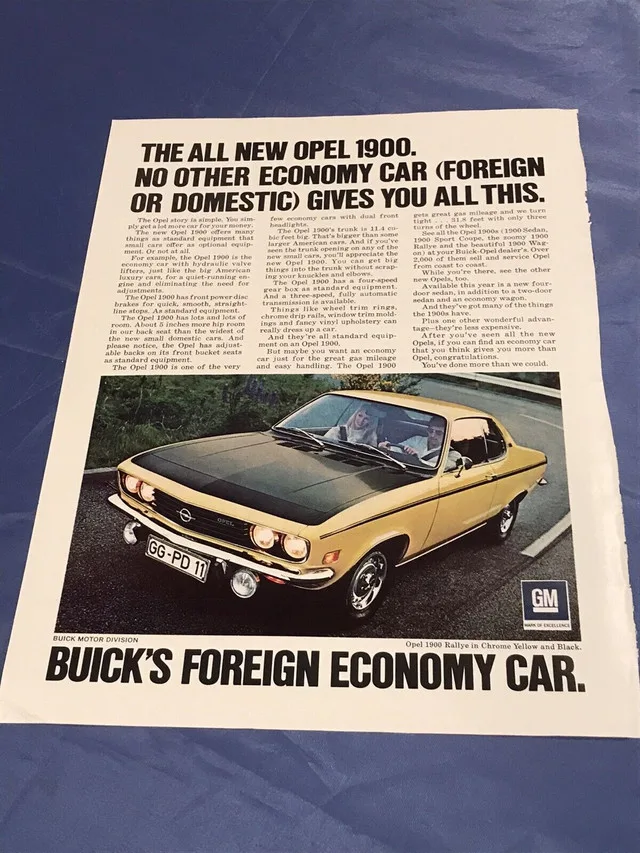 THE ALL NEW OPEL 1900.
NO OTHER ECONOMY CAR (FOREIGN
OR DOMESTIC) GIVES YOU ALL THIS.
The Opel story is simple. You sim-
ply get a lot more car for your money.
The new Opel 1900 offers many
things as standard equipment that
small cars offer as optional equip-
ment. Or not at all.
For example, the Opel 1900 is the
economy car with hydraulic valve
lifters, just like the big American
luxury cars, for a quiet-running en-
gine and eliminating the need for
adjustments.
The Opel 1900 has front power disc
brakes for quick, smooth, straight-
line stops. As standard equipment.
The Opel 1900 has lots and lots of
room. About 5 inches more hip room
in our back seat than the widest of
the new small domestic cars. And
please notice, the Opel has adjust-
able backs on its front bucket seats
as standard equipment.
The Opel 1900 is one of the very
few economy cars with dual front
headlights.
The Opel 1900's trunk is 11.4 cu-
bic feet big. That's bigger than some
larger American cars. And if you've
seen the trunk opening on any of the
new small cars, you'll appreciate the
new Opel 1900. You can get big
things into the trunk without scrap-
ing your knuckles and elbows.
The Opel 1900 has a four-speed
gear box as standard equipment.
And a three-speed, fully automatic
transmission is available.
Things like wheel trim rings,
chrome drip rails, window trim mold-
ings and fancy vinyl upholstery can
really dress up a car.
And they're all standard equip-
ment on an Opel 1900.
But maybe you want an economy
car just for the great gas mileage
and easy handling. The Opel 1900
gets great gas mileage and we turn
tight . . . 31.8 feet with only three
turns of the wheel.
See all the Opel 1900s (1900 Sedan,
1900 Sport Coupe, the zoomy 1900
Rallye and the beautiful 1900 Wag-
on) at your Buick-Opel dealer's. Over
2,000 of them sell and service Opel
from coast to coast.
While you're there, see the other
new Opels, too.
Available this year is a new four-
door sedan, in addition to a two-door
sedan and an economy wagon.
And they've got many of the things
the 1900s have.
Plus one other wonderful advan-
tage—they're less expensive.
After you've seen all the new
Opels, if you can find an economy car
that you think gives you more than
Opel, congratulations.
You've done more than we could.
OPEL
GG-PD 11
GM
MARK OF EXCELLENCE
BUICK MOTOR DIVISION
Opel 1900 Rallye in Chrome Yellow and Black.
BUICK'S FOREIGN ECONOMY CAR.